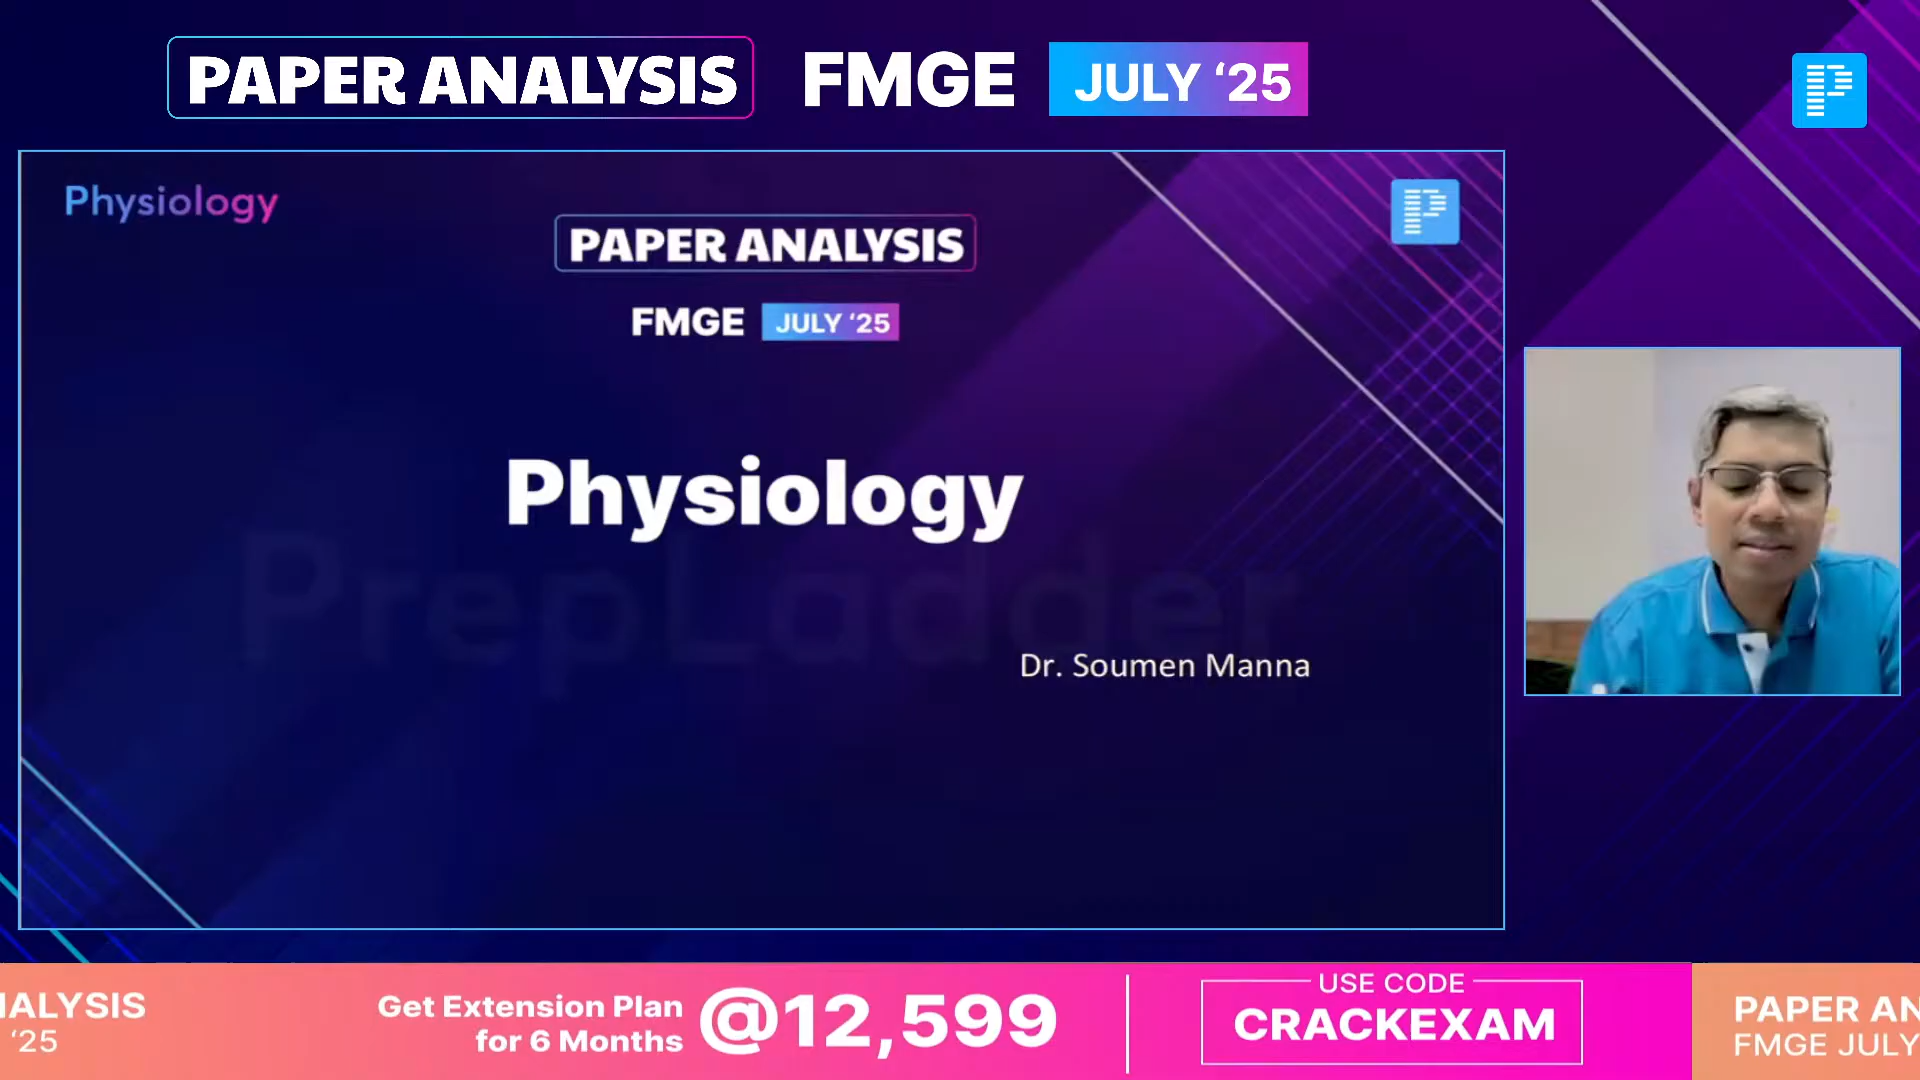 PAPER ANALYSIS FMGE JULY ‘25
Physiology
PAPER ANALYSIS
FMGE JULY ‘25
Physiology
PrepLadder
Dr. Soumen Manna
IALYSIS
‘25
Get Extension Plan
for 6 Months
@12,599
USE CODE
CRACKEXAM
PAPER AN
FMGE JULY